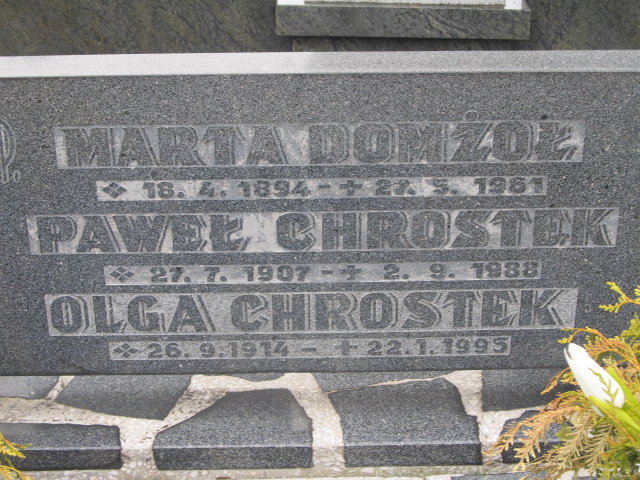 MARTA DOMŻOŁ
❖ 18.4.1894 - + 27.5.1981
PAWEŁ CHROSTEK
❖ 27.7.1907 - + 2.9.1988
OLGA CHROSTEK
❖ 26.9.1914 - + 22.1.1995